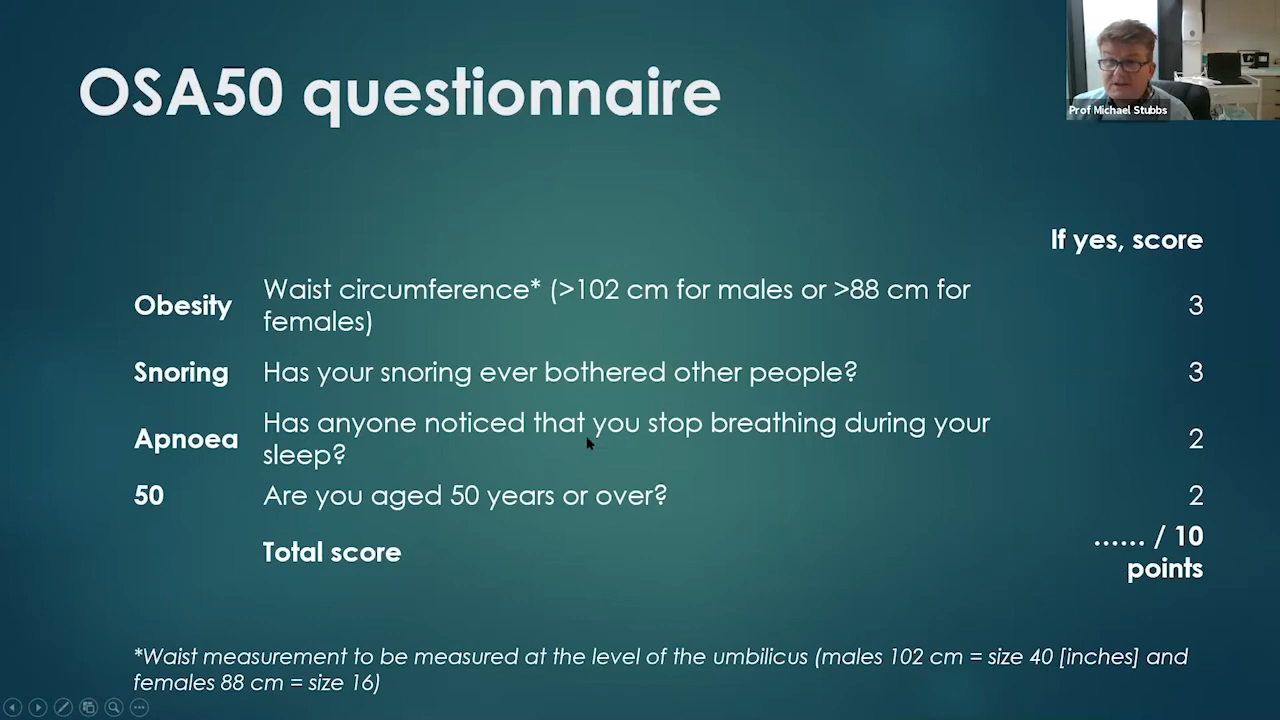 OSA50 questionnaire
Prof Michael Stubbs
If yes, score
Obesity Waist circumference* (>102 cm for males or >88 cm for
females) 3
Snoring Has your snoring ever bothered other people? 3
Apnoea Has anyone noticed that you stop breathing during your
sleep? 2
50 Are you aged 50 years or over? 2
Total score ...... / 10
points
*Waist measurement to be measured at the level of the umbilicus (males 102 cm = size 40 [inches] and
females 88 cm = size 16)